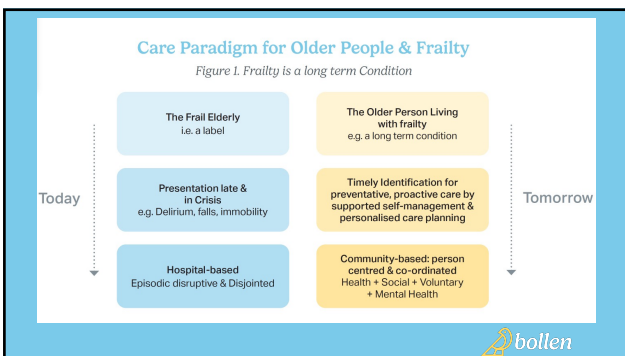 Care Paradigm for Older People & Frailty
Figure 1. Frailty is a long term Condition
Today
The Frail Elderly
i.e. a label
Presentation late &
in Crisis
e.g. Delirium, falls, immobility
Hospital-based
Episodic disruptive & Disjointed
The Older Person Living
with frailty
e.g. a long term condition
Timely Identification for
preventative, proactive care by
supported self-management &
personalised care planning
Community-based: person
centred & co-ordinated
Health + Social + Voluntary
+ Mental Health
Tomorrow
bollen